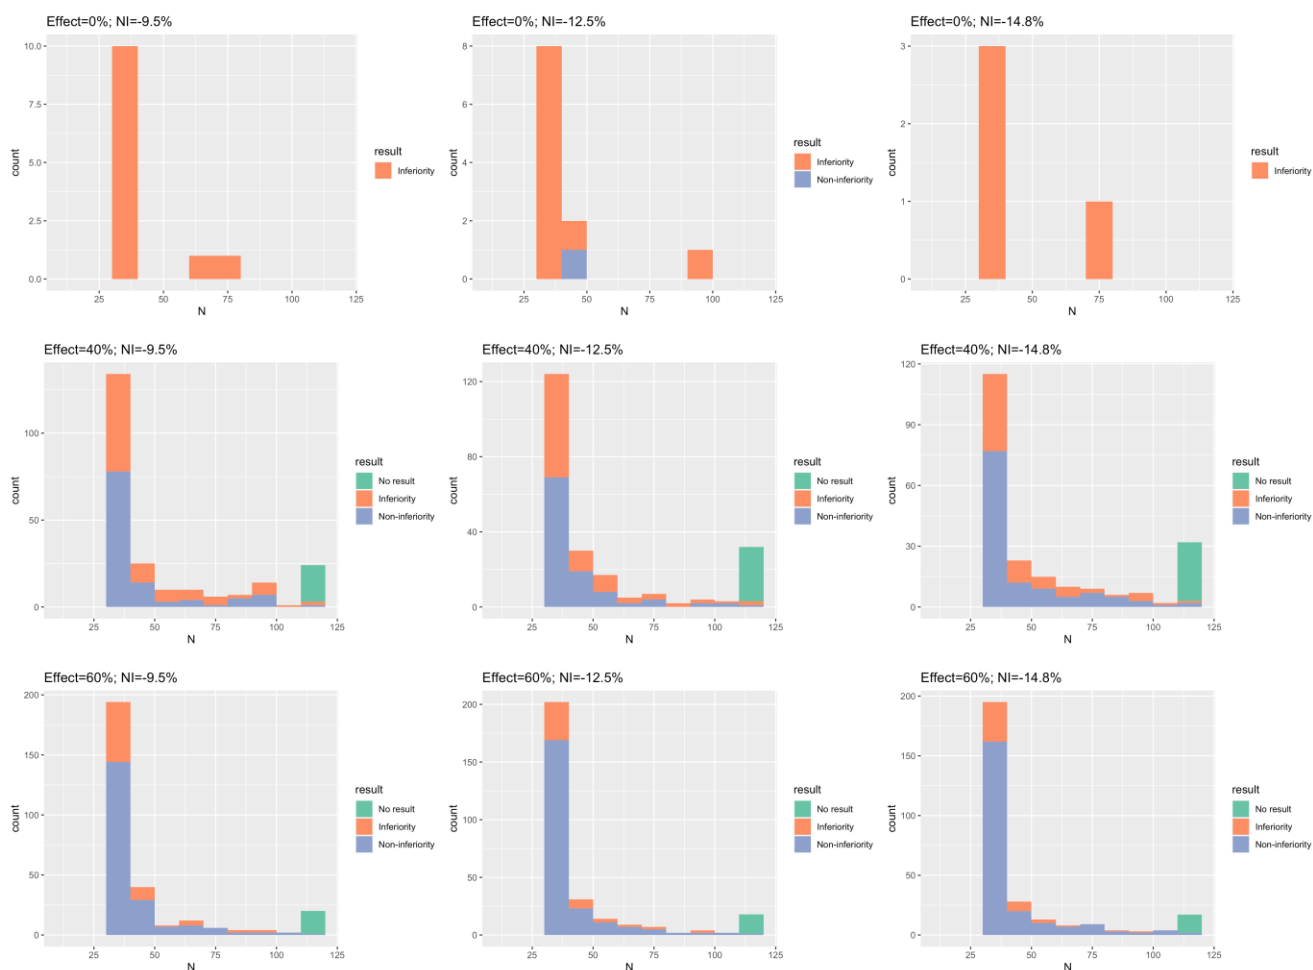 Effect=0%; NI=-9.5%
10.0
7.5
5.0
2.5
0.0
count
25
50
75
100
125
N
result
Inferiority
Effect=0%; NI=-12.5%
8
6
4
2
0
count
25
50
75
100
125
N
result
Inferiority
Non-inferiority
Effect=0%; NI=-14.8%
3
2
1
0
count
25
50
75
100
125
N
result
Inferiority
Effect=40%; NI=-9.5%
100
50
0
count
25
50
75
100
125
N
result
No result
Inferiority
Non-inferiority
Effect=40%; NI=-12.5%
120
80
40
0
count
25
50
75
100
125
N
result
No result
Inferiority
Non-inferiority
Effect=40%; NI=-14.8%
120
90
60
30
0
count
25
50
75
100
125
N
result
No result
Inferiority
Non-inferiority
Effect=60%; NI=-9.5%
200
150
100
50
0
count
25
50
75
100
125
N
result
No result
Inferiority
Non-inferiority
Effect=60%; NI=-12.5%
200
150
100
50
0
count
25
50
75
100
125
N
result
No result
Inferiority
Non-inferiority
Effect=60%; NI=-14.8%
200
150
100
50
0
count
25
50
75
100
125
N
result
No result
Inferiority
Non-inferiority